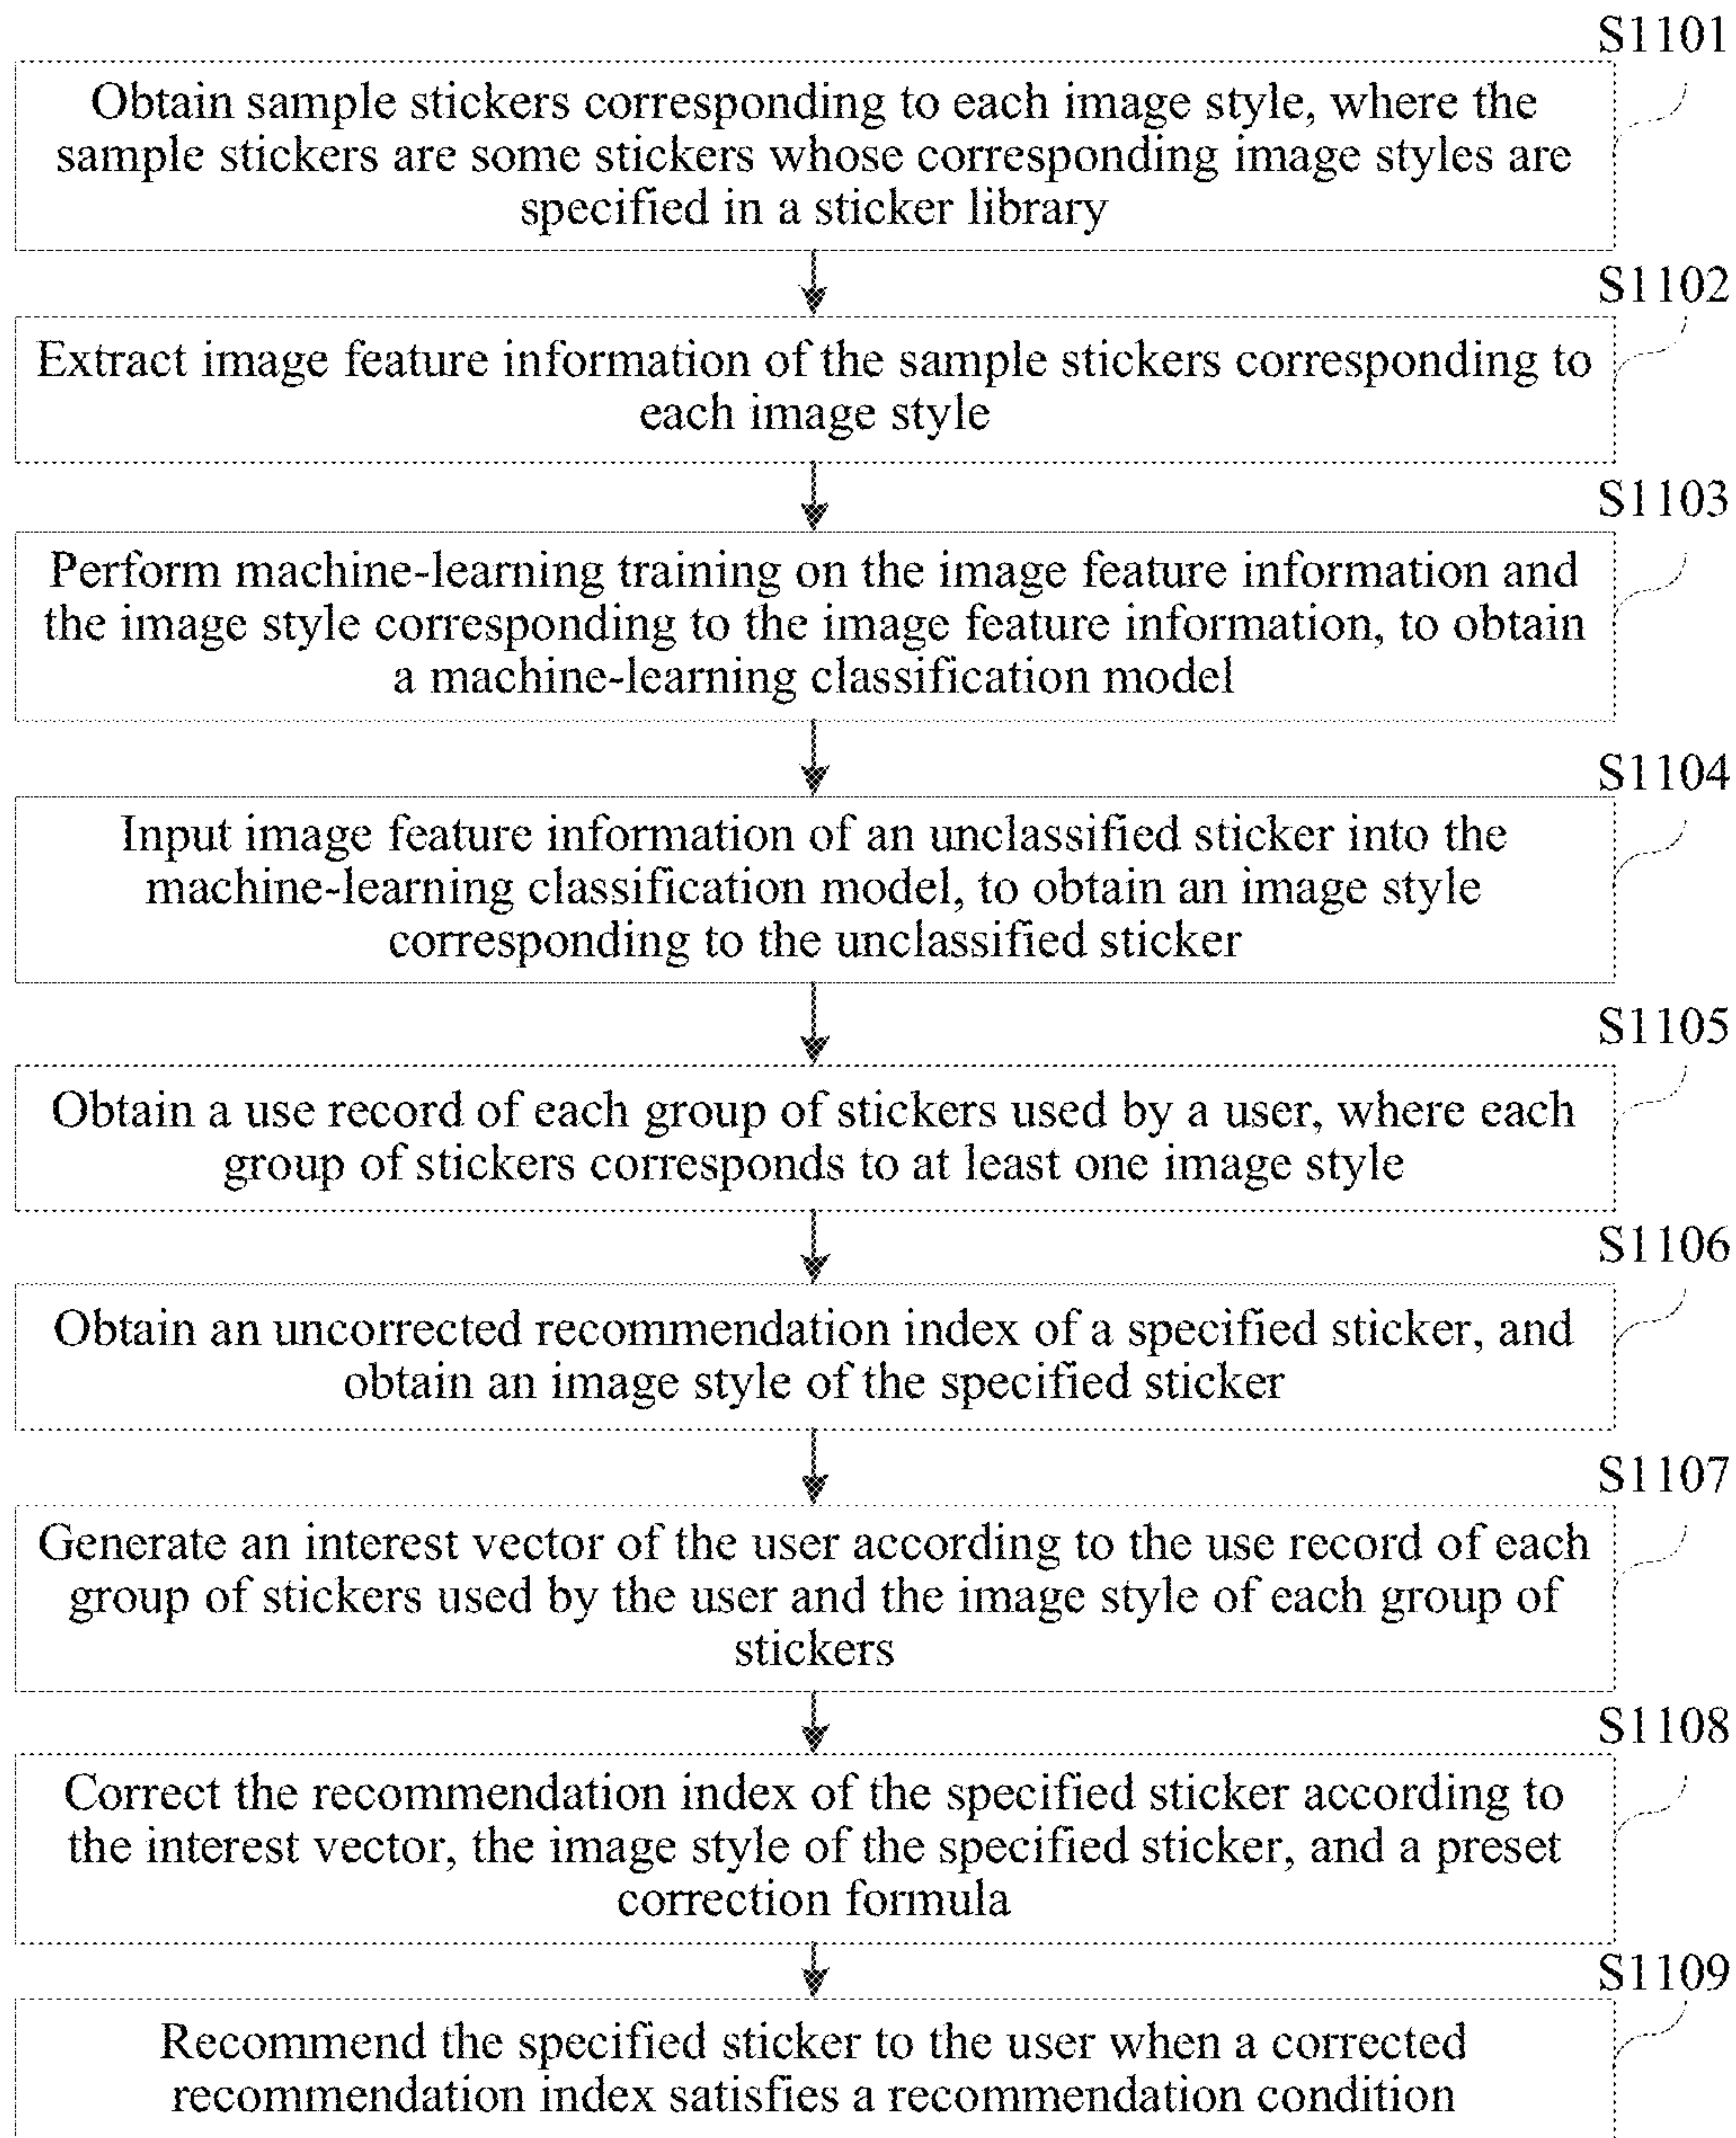 S1101
Obtain sample stickers corresponding to each image style, where the
sample stickers are some stickers whose corresponding image styles are
specified in a sticker library
S1102
Extract image feature information of the sample stickers corresponding to
each image style
S1103
Perform machine-learning training on the image feature information and
the image style corresponding to the image feature information, to obtain
a machine-learning classification model
S1104
Input image feature information of an unclassified sticker into the
machine-learning classification model, to obtain an image style
corresponding to the unclassified sticker
S1105
Obtain a use record of each group of stickers used by a user, where each
group of stickers corresponds to at least one image style
S1106
Obtain an uncorrected recommendation index of a specified sticker, and
obtain an image style of the specified sticker
S1107
Generate an interest vector of the user according to the use record of each
group of stickers used by the user and the image style of each group of
stickers
S1108
Correct the recommendation index of the specified sticker according to
the interest vector, the image style of the specified sticker, and a preset
correction formula
S1109
Recommend the specified sticker to the user when a corrected
recommendation index satisfies a recommendation condition